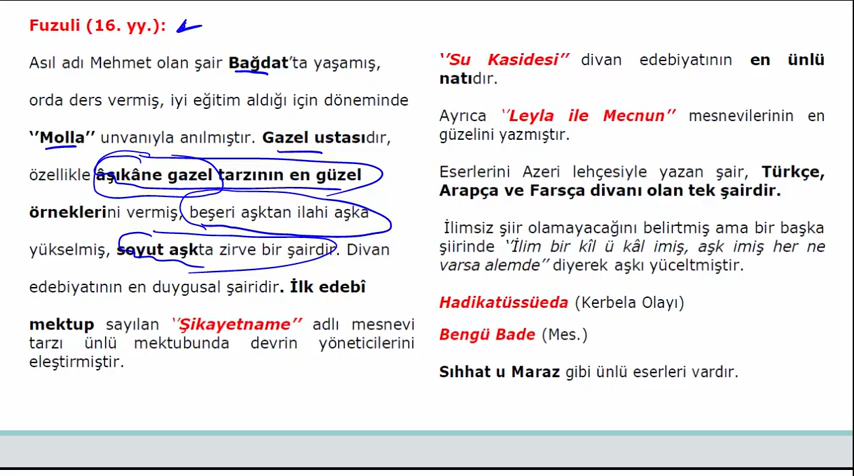 Fuzuli (16. yy.):
Asıl adı Mehmet olan şair Bağdat’ta yaşamış,
orda ders vermiş, iyi eğitim aldığı için döneminde
‘‘Molla’’ unvanıyla anılmıştır. Gazel ustasıdır,
özellikle âşıkâne gazel tarzının en güzel
örneklerini vermiş, beşeri aşktan ilahi aşka
yükselmiş, soyut aşkta zirve bir şairdir. Divan
edebiyatının en duygusal şairidir. İlk edebî
mektup sayılan ‘‘Şikayetname’’ adlı mesnevi
tarzı ünlü mektubunda devrin yöneticilerini
eleştirmiştir.
‘‘Su Kasidesi’’ divan edebiyatının en ünlü
natıdır.
Ayrıca ‘‘Leyla ile Mecnun’’ mesnevilerinin en
güzelini yazmıştır.
Eserlerini Azeri lehçesiyle yazan şair, Türkçe,
Arapça ve Farsça divanı olan tek şairdir.
İlimsiz şiir olamayacağını belirtmiş ama bir başka
şiirinde ‘‘İlim bir kîl ü kâl imiş, aşk imiş her ne
varsa alemde’’ diyerek aşkı yüceltmiştir.
Hadikatüssüeda (Kerbela Olayı)
Bengü Bade (Mes.)
Sıhhat u Maraz gibi ünlü eserleri vardır.